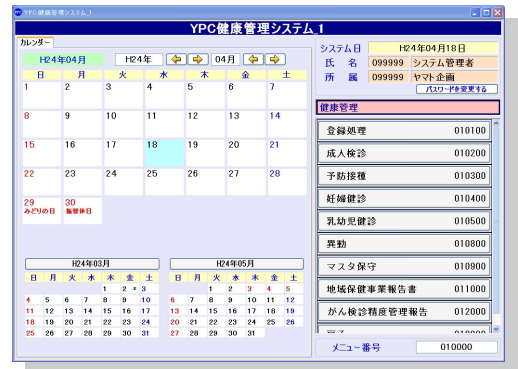 YPC健康管理システム_1
YPC健康管理システム_1
カレンダー
H24年04月 H24年 04月
日 月 火 水 木 金 土
1 2 3 4 5 6 7
8 9 10 11 12 13 14
15 16 17 18 19 20 21
22 23 24 25 26 27 28
29 30
みどりの日 振替休日
H24年03月
日 月 火 水 木 金 土
1 2 3
4 5 6 7 8 9 10
11 12 13 14 15 16 17
18 19 20 21 22 23 24
25 26 27 28 29 30 31
H24年05月
日 月 火 水 木 金 土
1 2 3 4 5
6 7 8 9 10 11 12
13 14 15 16 17 18 19
20 21 22 23 24 25 26
27 28 29 30 31
システム日 H24年04月18日
氏 名 099999 システム管理者
所 属 099999 ヤマト企画
パスワードを変更する
健康管理
登録処理 010100
成人検診 010200
予防接種 010300
妊婦健診 010400
乳幼児健診 010500
異動 010800
マスタ保守 010900
地域保健事業報告書 011000
がん検診精度管理報告 012000
メニュー番号 010000